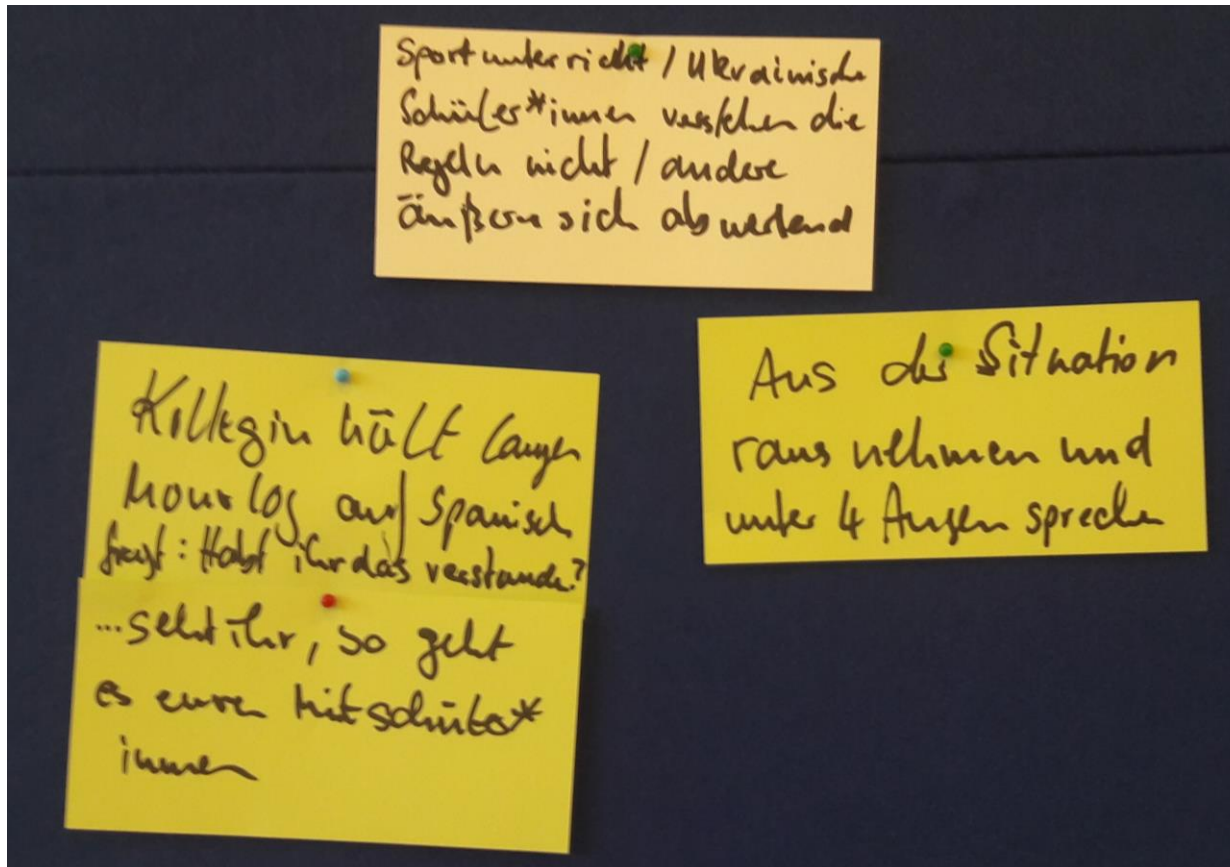 Sportunterricht / Ukrainische
Schüler*innen verstehen die
Regeln nicht / andere
äußern sich abwertend
Kollegin hält langen
Monolog auf Spanisch
fragt: Habt ihr das verstanden?
...seht ihr, so geht
es euren Mitschüler*
innen
Aus der Situation
raus nehmen und
unter 4 Augen sprechen